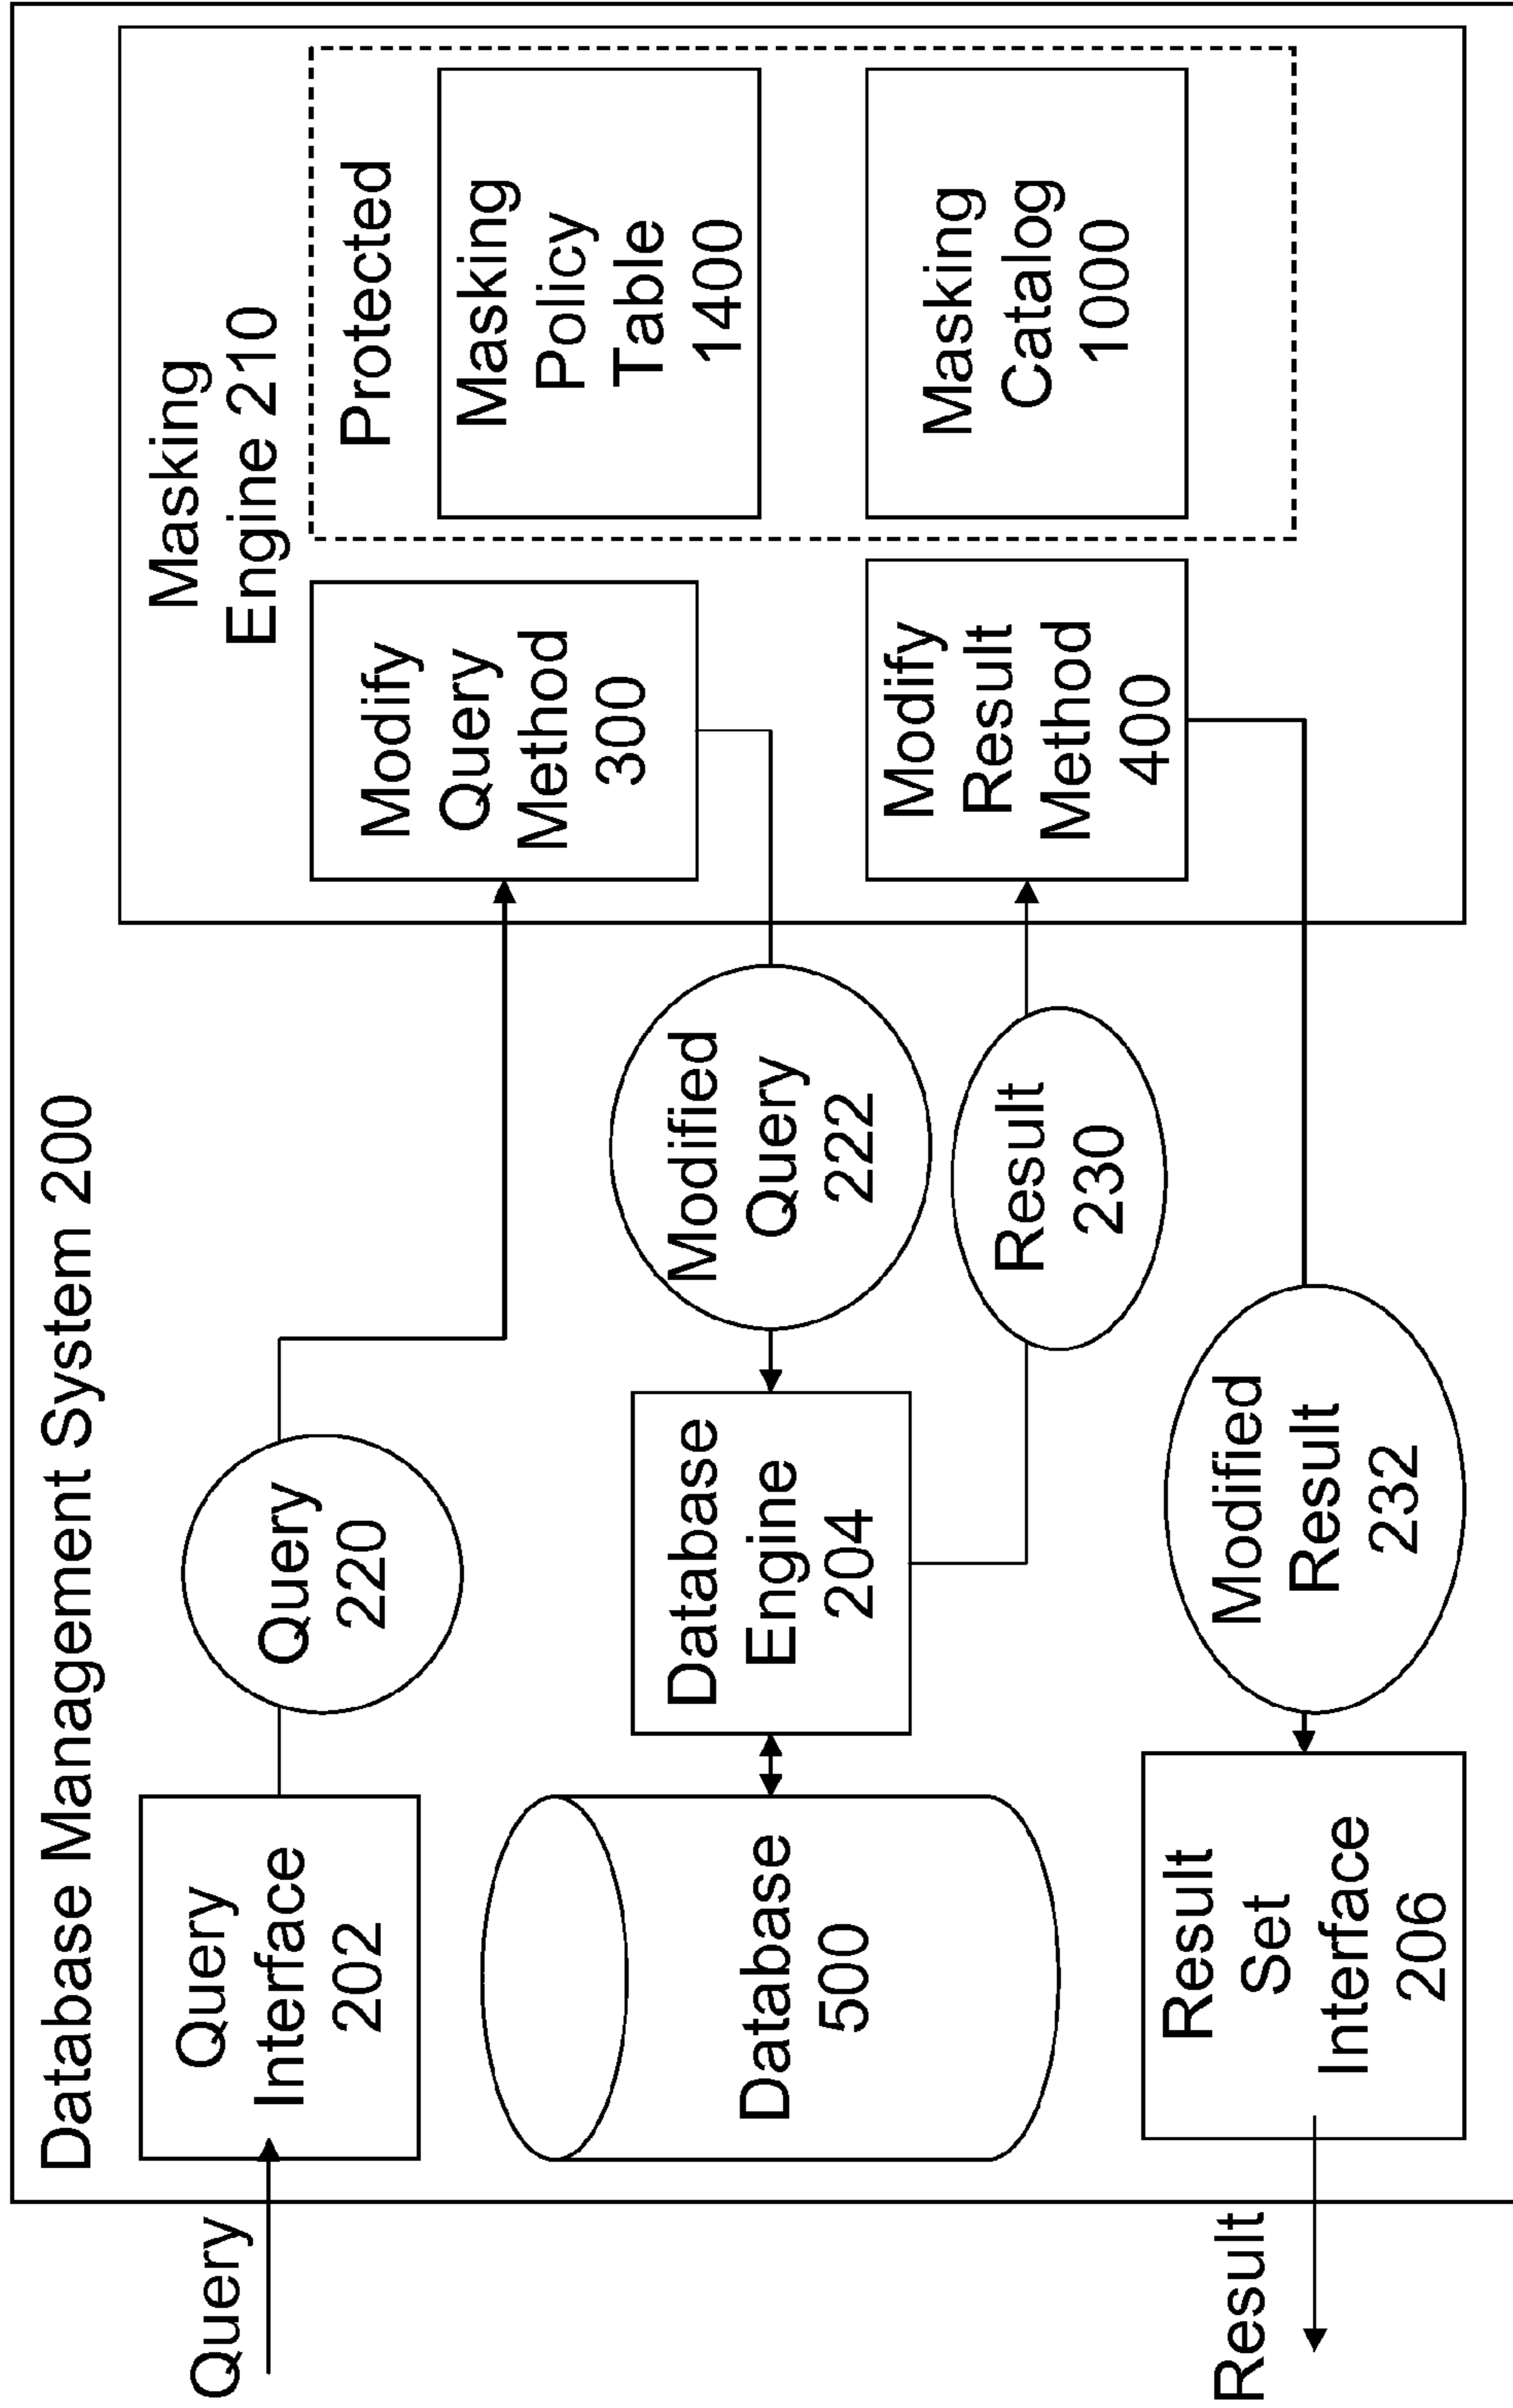 Database Management System 200
Query
Query
Interface
202
Query
220
Masking
Engine 210
Modify
Query
Method
300
Protected
Masking
Policy
Table
1400
Database
500
Database
Engine
204
Modified
Query
222
Result
230
Modify
Result
Method
400
Masking
Catalog
1000
Result
Result
Set
Interface
206
Modified
Result
232